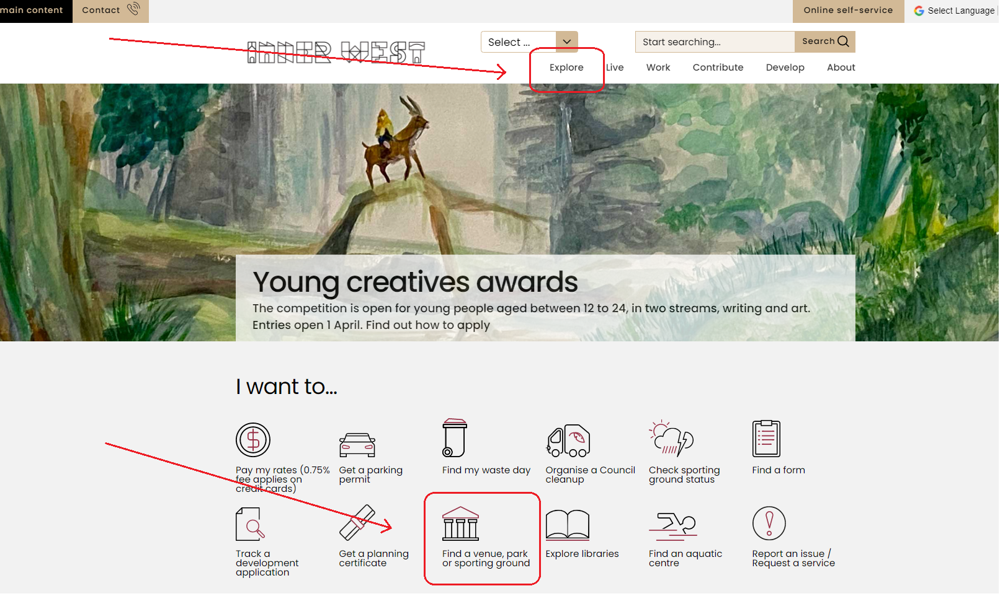 main content
Contact
Online self-service
Select Language
INNER WEST
Select ...
Start searching...
Search
Explore
Live
Work
Contribute
Develop
About
Young creatives awards
The competition is open for young people aged between 12 to 24, in two streams, writing and art.
Entries open 1 April. Find out how to apply
I want to...
Pay my rates (0.75%
fee applies on
credit cards)
Get a parking
permit
Find my waste day
Organise a Council
cleanup
Check sporting
ground status
Find a form
Track a
development
application
Get a planning
certificate
Find a venue, park
or sporting ground
Explore libraries
Find an aquatic
centre
Report an issue /
Request a service